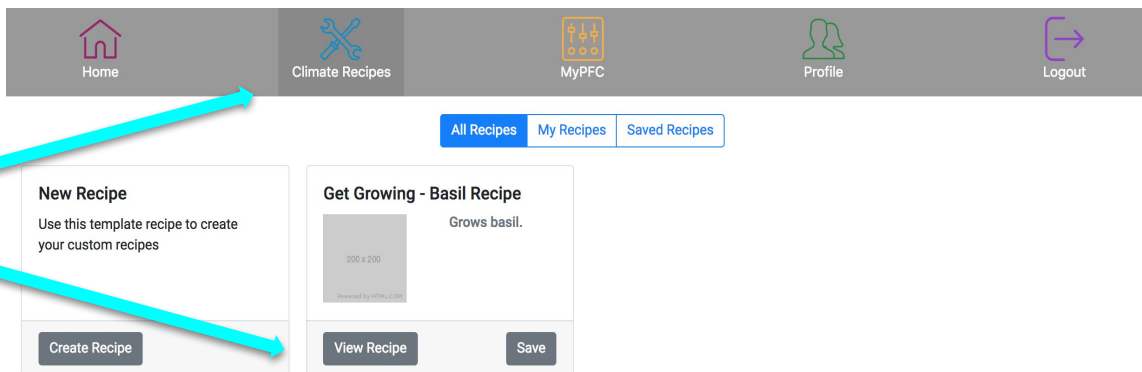 Home
Climate Recipes
MyPFC
Profile
Logout
All Recipes
My Recipes
Saved Recipes
New Recipe
Use this template recipe to create
your custom recipes
Create Recipe
Get Growing - Basil Recipe
200 x 200
Powered by HTML.COM
Grows basil.
View Recipe
Save